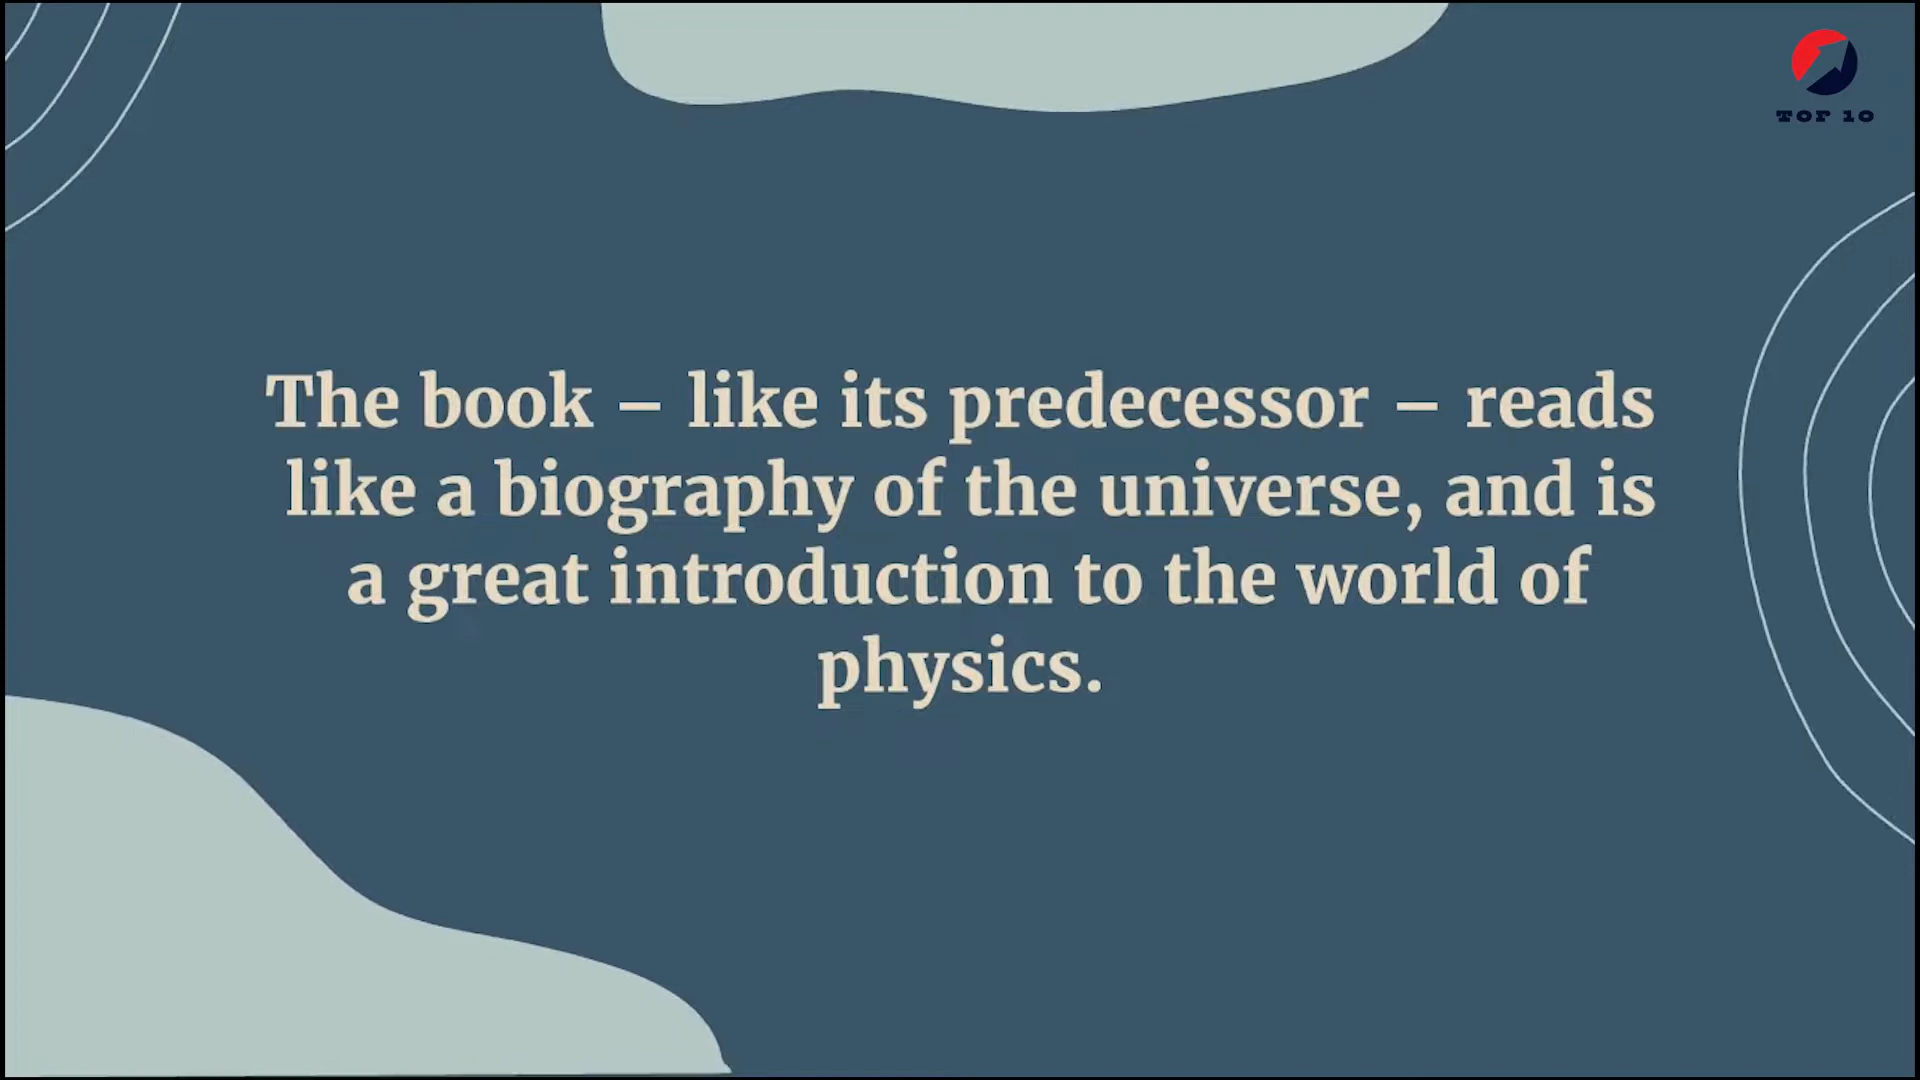 TOP 10
The book – like its predecessor – reads
like a biography of the universe, and is
a great introduction to the world of
physics.